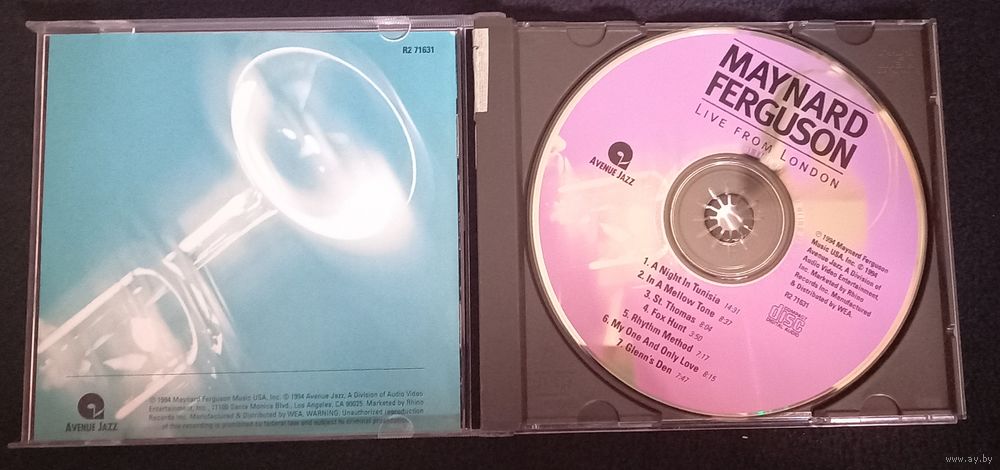 R2 71631
℗ 1994 Maynard Ferguson Music USA, Inc. © 1994 Avenue Jazz, A Division of Audio Video
Entertainment, Inc., 11100 Santa Monica Blvd., Los Angeles, CA 90025. Marketed by Rhino
Records Inc. Manufactured & Distributed by WEA. WARNING: Unauthorized reproduction
of this recording is prohibited by federal law and subject to criminal prosecution.
AVENUE JAZZ
MAYNARD
FERGUSON
LIVE FROM LONDON
AVENUE JAZZ
1. A Night In Tunisia 14:31
2. In A Mellow Tone 8:37
3. St. Thomas 8:04
4. Fox Hunt 3:50
5. Rhythm Method 7:17
6. My One And Only Love 8:15
7. Glenn's Den 7:47
℗ 1994 Maynard Ferguson
Music USA, Inc. © 1994
Avenue Jazz, A Division of
Audio Video Entertainment,
Inc. Marketed by Rhino
Records Inc. Manufactured
& Distributed by WEA.
R2 71631
COMPACT
disc
DIGITAL AUDIO
www.ay.by